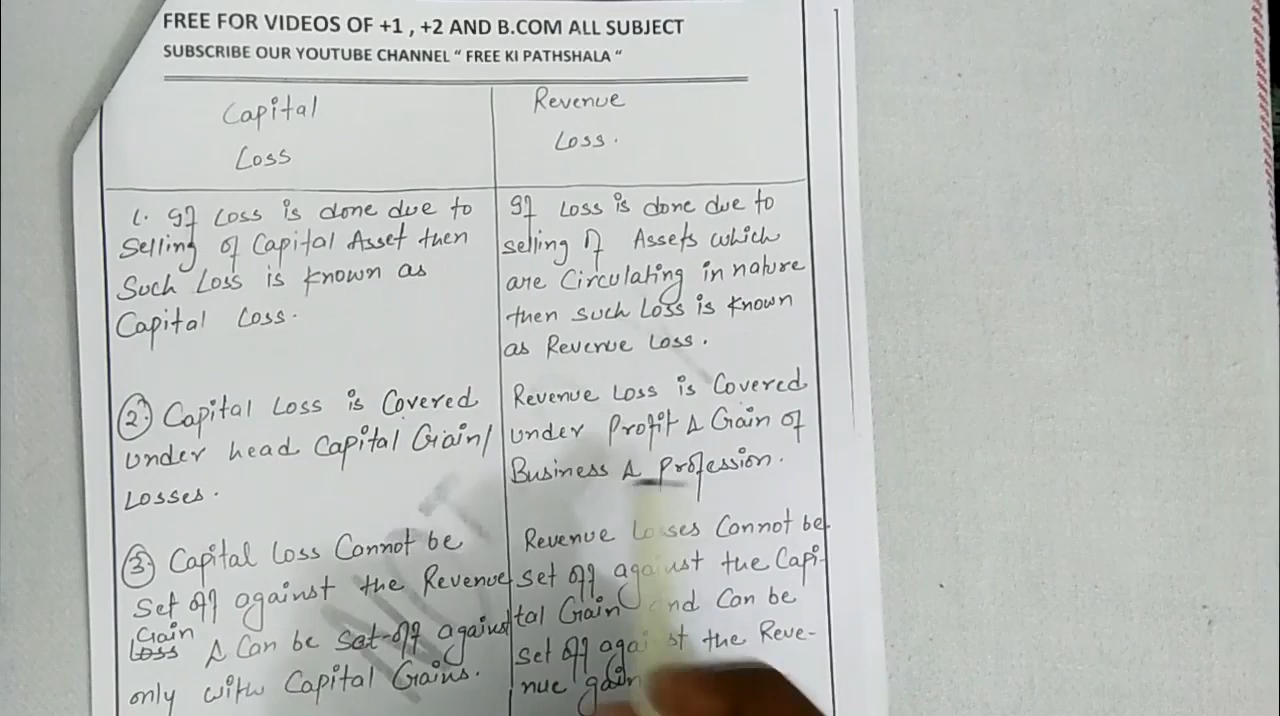 FREE FOR VIDEOS OF +1 , +2 AND B.COM ALL SUBJECT
SUBSCRIBE OUR YOUTUBE CHANNEL “ FREE KI PATHSHALA “
Capital
Loss
Revenue
Loss.
1. If Loss is done due to
Selling of Capital Asset then
Such Loss is known as
Capital Loss.
If Loss is done due to
selling of Assets which
are Circulating in nature
then such Loss is known
as Revenue Loss.
2. Capital Loss is Covered
under head Capital Gain/
Losses.
Revenue Loss is Covered
under Profit & Gain of
Business & Profession.
3. Capital Loss Cannot be
set off against the Revenue
Gain
Loss & Can be set-off against
only with Capital Gains.
Revenue Losses Cannot be
set off against the Capi-
tal Gain and Can be
set off against the Reve-
nue gain
NOT